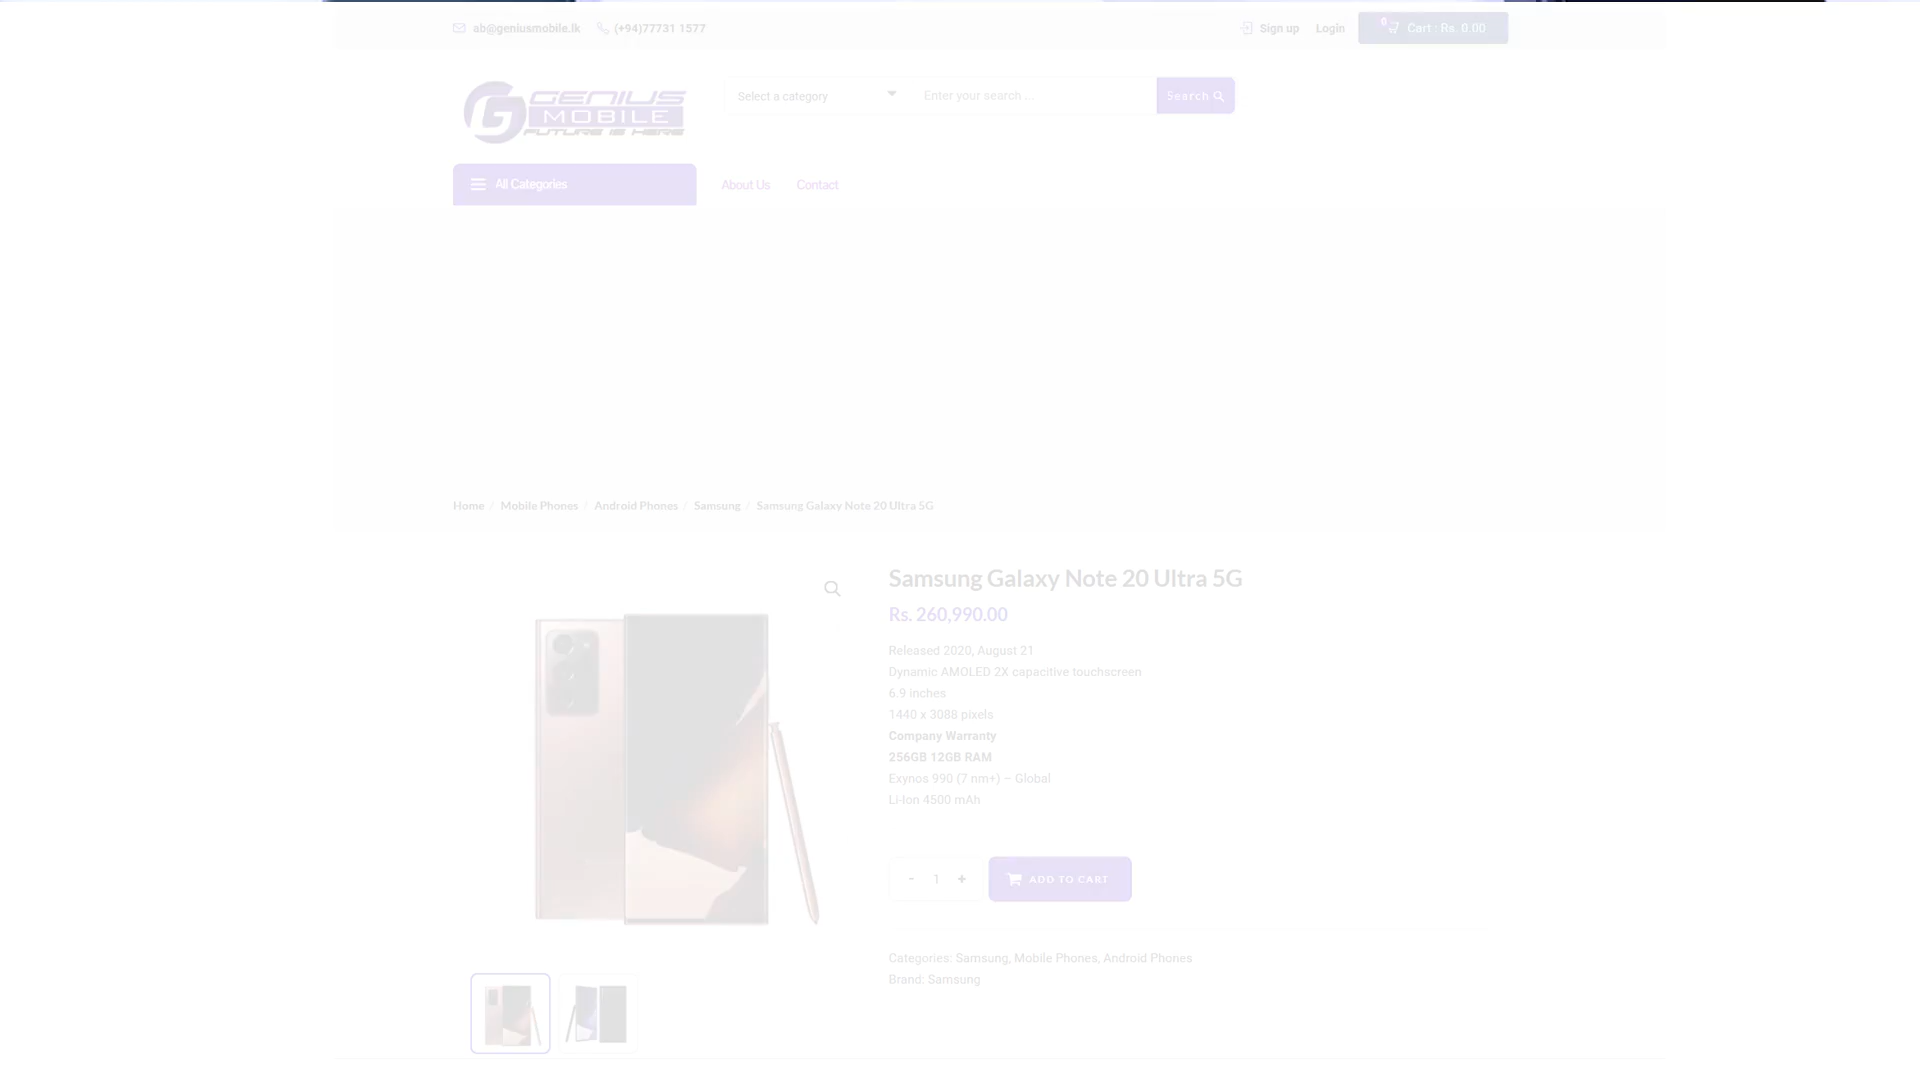 ab@geniusmobile.lk (+94)77731 1577 Sign up Login 0 Cart : Rs. 0.00
GENIUS
MOBILE
FUTURE IS HERE
Select a category Enter your search ... Search
All Categories About Us Contact
Home / Mobile Phones / Android Phones / Samsung / Samsung Galaxy Note 20 Ultra 5G
Samsung Galaxy Note 20 Ultra 5G
Rs. 260,990.00
Released 2020, August 21
Dynamic AMOLED 2X capacitive touchscreen
6.9 inches
1440 x 3088 pixels
Company Warranty
256GB 12GB RAM
Exynos 990 (7 nm+) – Global
Li-Ion 4500 mAh
- 1 + ADD TO CART
Categories: Samsung, Mobile Phones, Android Phones
Brand: Samsung